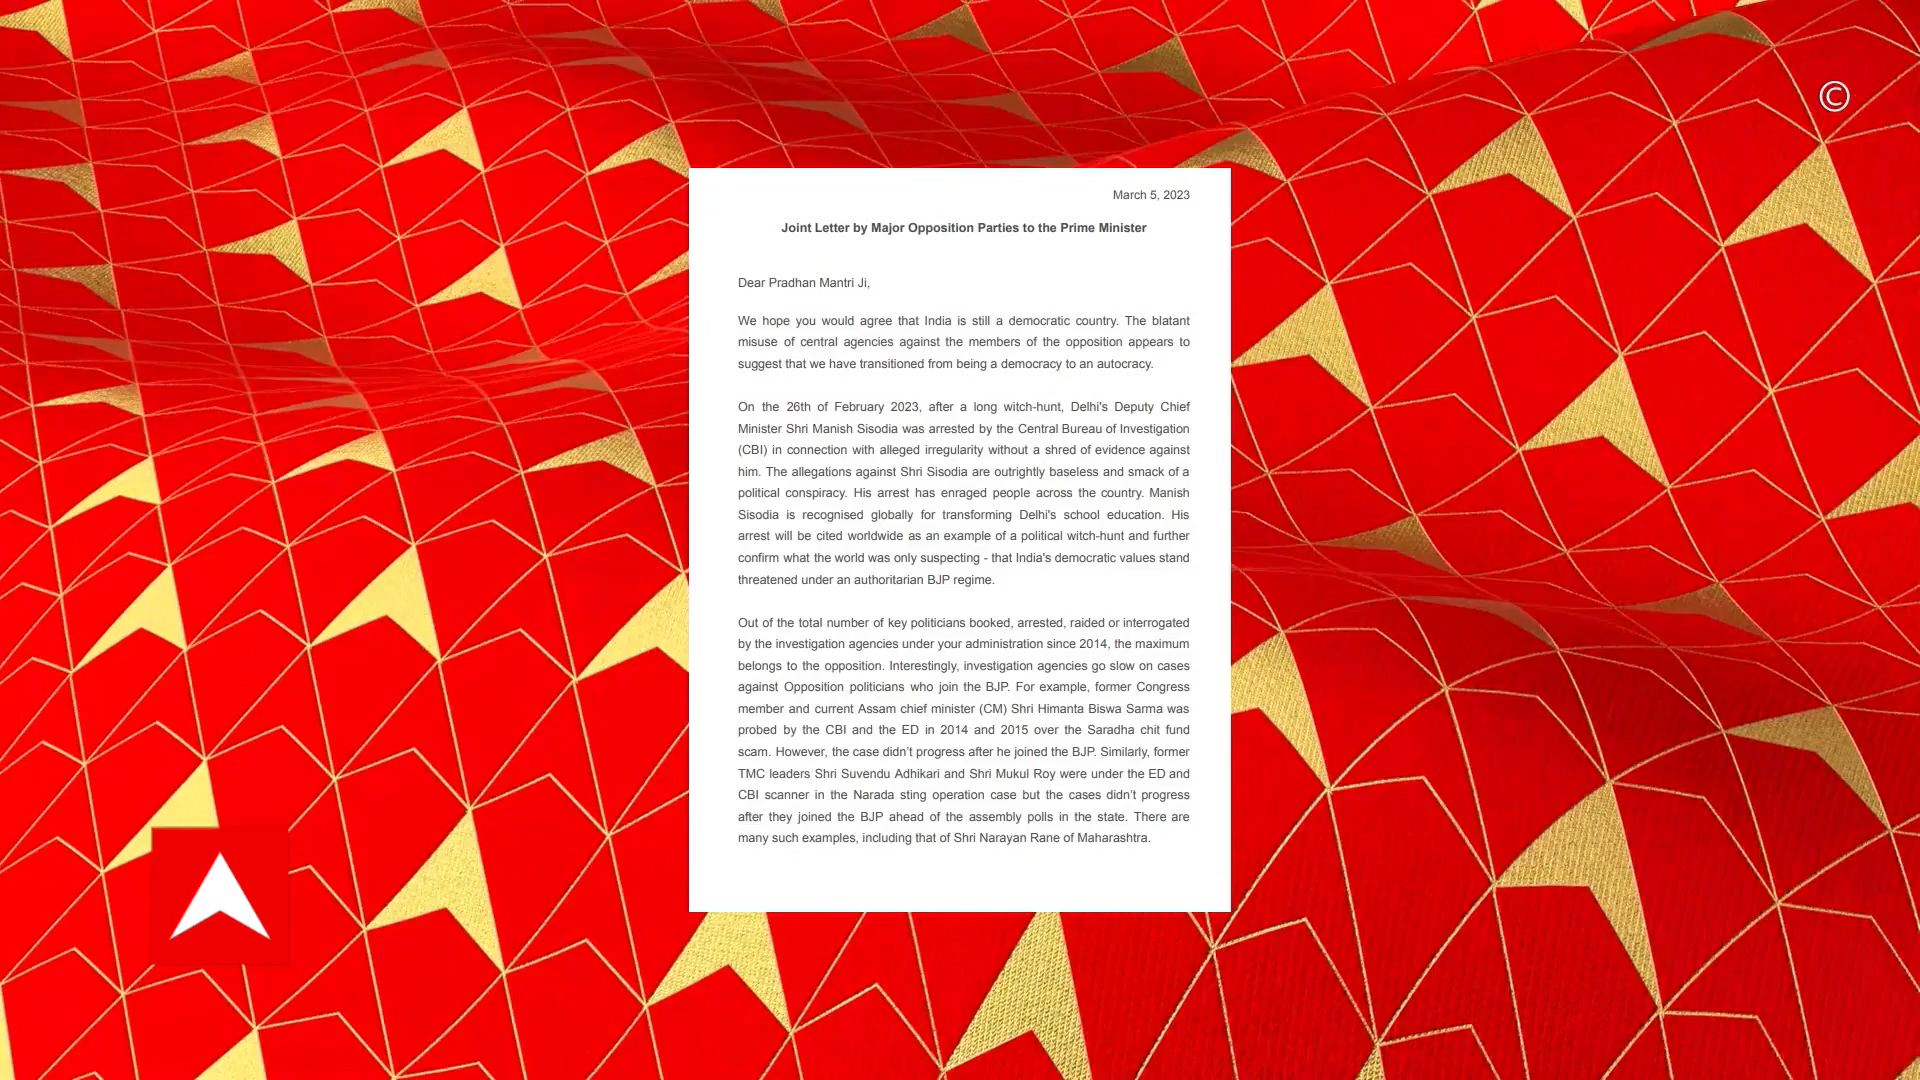 ©
March 5, 2023
Joint Letter by Major Opposition Parties to the Prime Minister
Dear Pradhan Mantri Ji,
We hope you would agree that India is still a democratic country. The blatant
misuse of central agencies against the members of the opposition appears to
suggest that we have transitioned from being a democracy to an autocracy.
On the 26th of February 2023, after a long witch-hunt, Delhi's Deputy Chief
Minister Shri Manish Sisodia was arrested by the Central Bureau of Investigation
(CBI) in connection with alleged irregularity without a shred of evidence against
him. The allegations against Shri Sisodia are outrightly baseless and smack of a
political conspiracy. His arrest has enraged people across the country. Manish
Sisodia is recognised globally for transforming Delhi's school education. His
arrest will be cited worldwide as an example of a political witch-hunt and further
confirm what the world was only suspecting - that India's democratic values stand
threatened under an authoritarian BJP regime.
Out of the total number of key politicians booked, arrested, raided or interrogated
by the investigation agencies under your administration since 2014, the maximum
belongs to the opposition. Interestingly, investigation agencies go slow on cases
against Opposition politicians who join the BJP. For example, former Congress
member and current Assam chief minister (CM) Shri Himanta Biswa Sarma was
probed by the CBI and the ED in 2014 and 2015 over the Saradha chit fund
scam. However, the case didn't progress after he joined the BJP. Similarly, former
TMC leaders Shri Suvendu Adhikari and Shri Mukul Roy were under the ED and
CBI scanner in the Narada sting operation case but the cases didn't progress
after they joined the BJP ahead of the assembly polls in the state. There are
many such examples, including that of Shri Narayan Rane of Maharashtra.